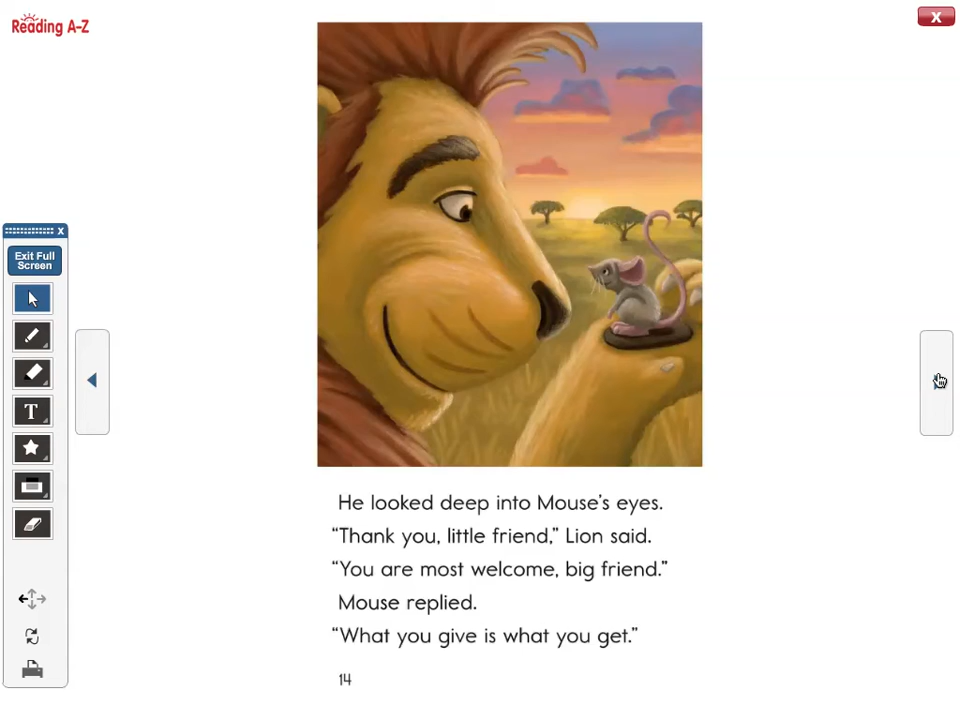 Reading A-Z
X
x
Exit Full
Screen
T
He looked deep into Mouse's eyes.
“Thank you, little friend,” Lion said.
“You are most welcome, big friend.”
Mouse replied.
“What you give is what you get.”
14